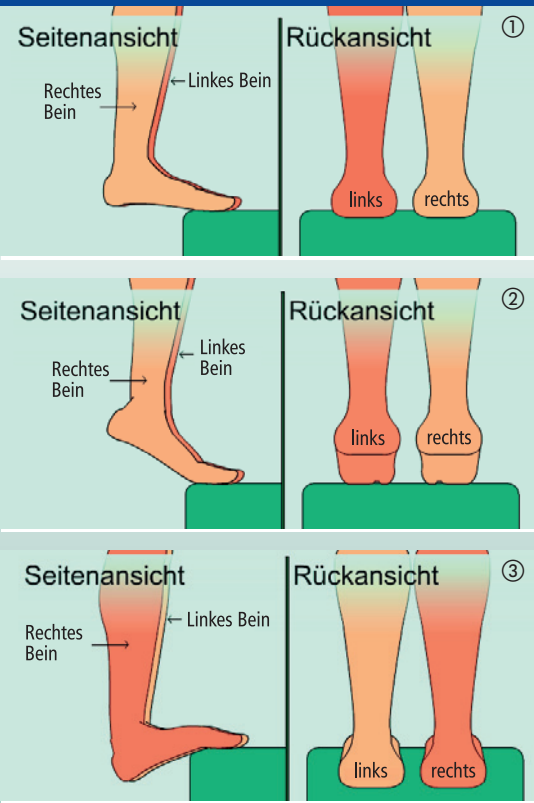 Seitenansicht
Rückansicht
①
Rechtes
Bein
Linkes Bein
links
rechts
Seitenansicht
Rückansicht
②
Rechtes
Bein
Linkes
Bein
links
rechts
Seitenansicht
Rückansicht
③
Rechtes
Bein
Linkes Bein
links
rechts